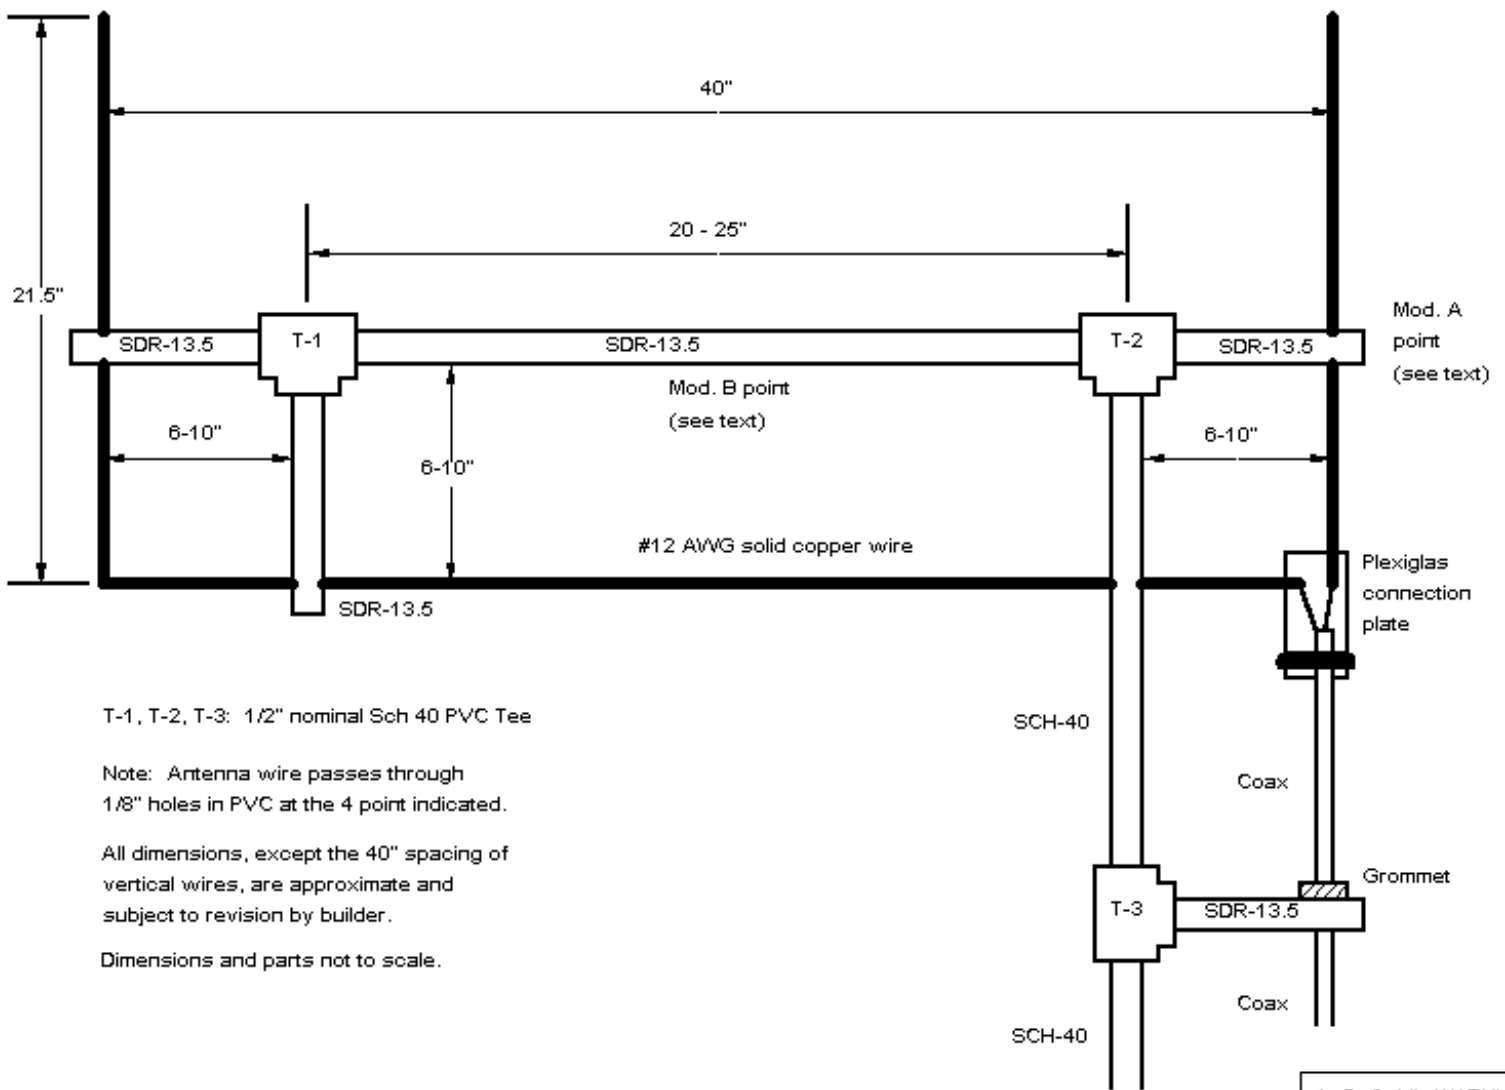 40"
20 - 25"
21.5"
SDR-13.5
T-1
SDR-13.5
T-2
SDR-13.5
Mod. A
point
(see text)
Mod. B point
(see text)
6-10"
6-10"
6-10"
#12 AWG solid copper wire
SDR-13.5
Plexiglas
connection
plate
T-1, T-2, T-3: 1/2" nominal Sch 40 PVC Tee
SCH-40
Note: Antenna wire passes through
1/8" holes in PVC at the 4 point indicated.
Coax
All dimensions, except the 40" spacing of
vertical wires, are approximate and
subject to revision by builder.
Grommet
T-3
SDR-13.5
Dimensions and parts not to scale.
Coax
SCH-40